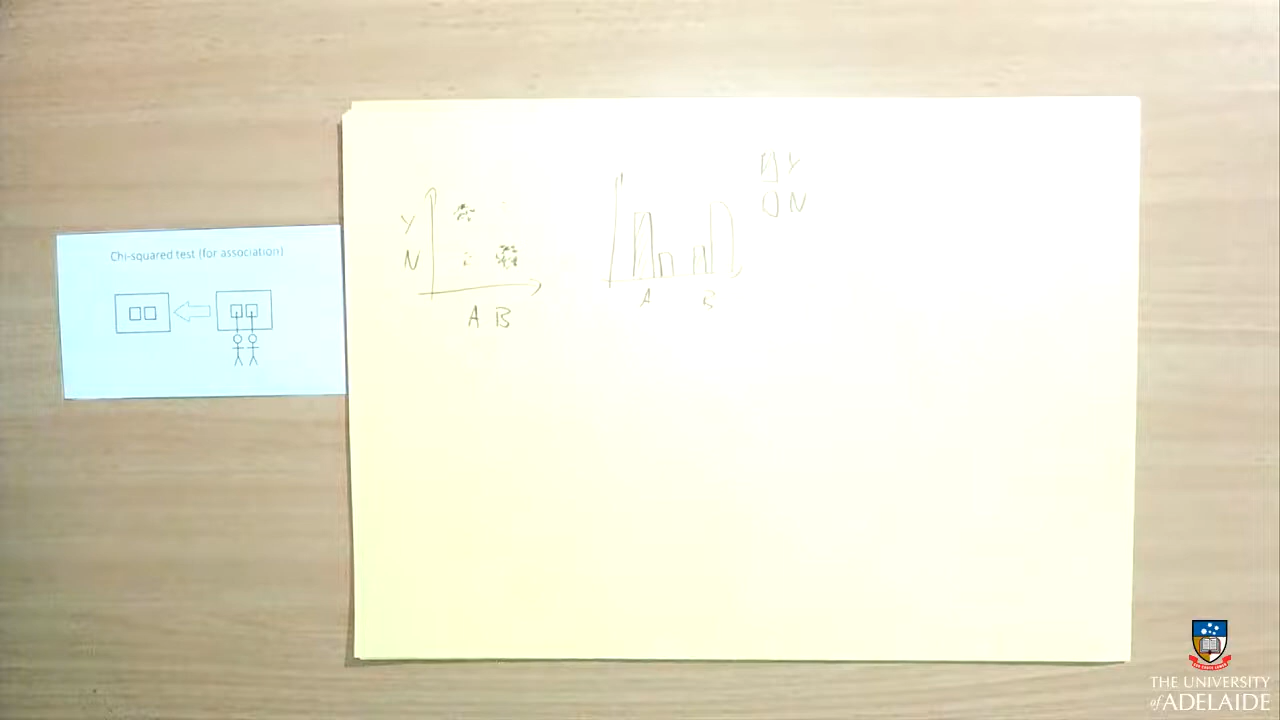 Chi-squared test (for association)
Y
N
A B
A B
Y
N
THE UNIVERSITY
of ADELAIDE